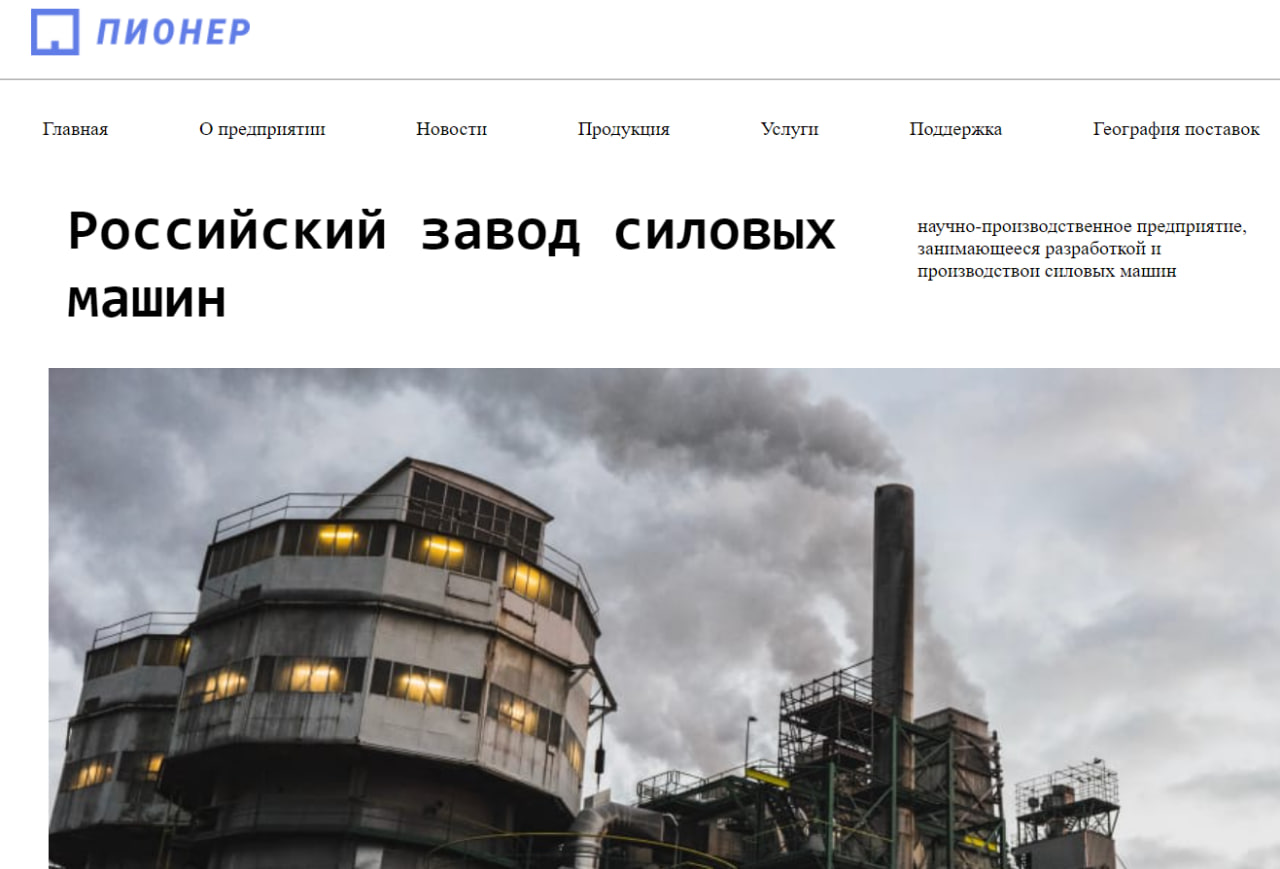 ПИОНЕР
Главная О предприятии Новости Продукция Услуги Поддержка География поставок
Российский завод силовых
машин
научно-производственное предприятие,
занимающееся разработкой и
производствои силовых машин